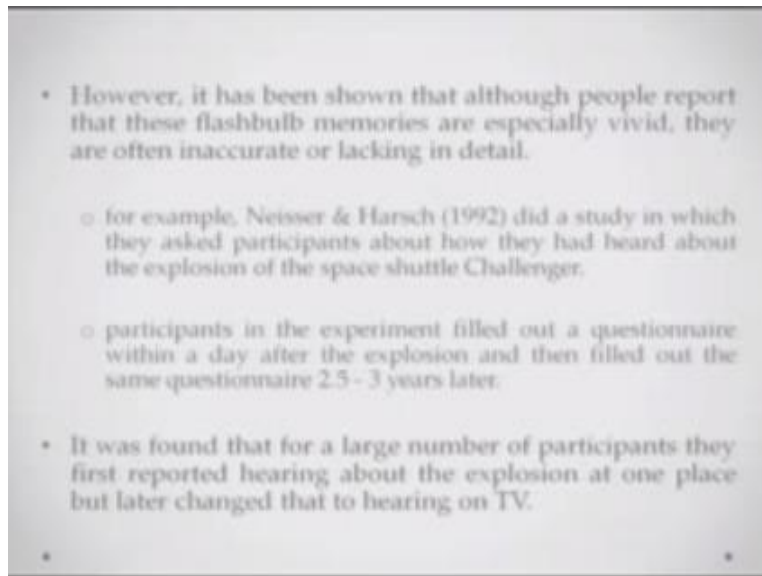 • However, it has been shown that although people report
that these flashbulb memories are especially vivid, they
are often inaccurate or lacking in detail.
o for example, Neisser & Harsch (1992) did a study in which
they asked participants about how they had heard about
the explosion of the space shuttle Challenger.
o participants in the experiment filled out a questionnaire
within a day after the explosion and then filled out the
same questionnaire 2.5 - 3 years later.
• It was found that for a large number of participants they
first reported hearing about the explosion at one place
but later changed that to hearing on TV.